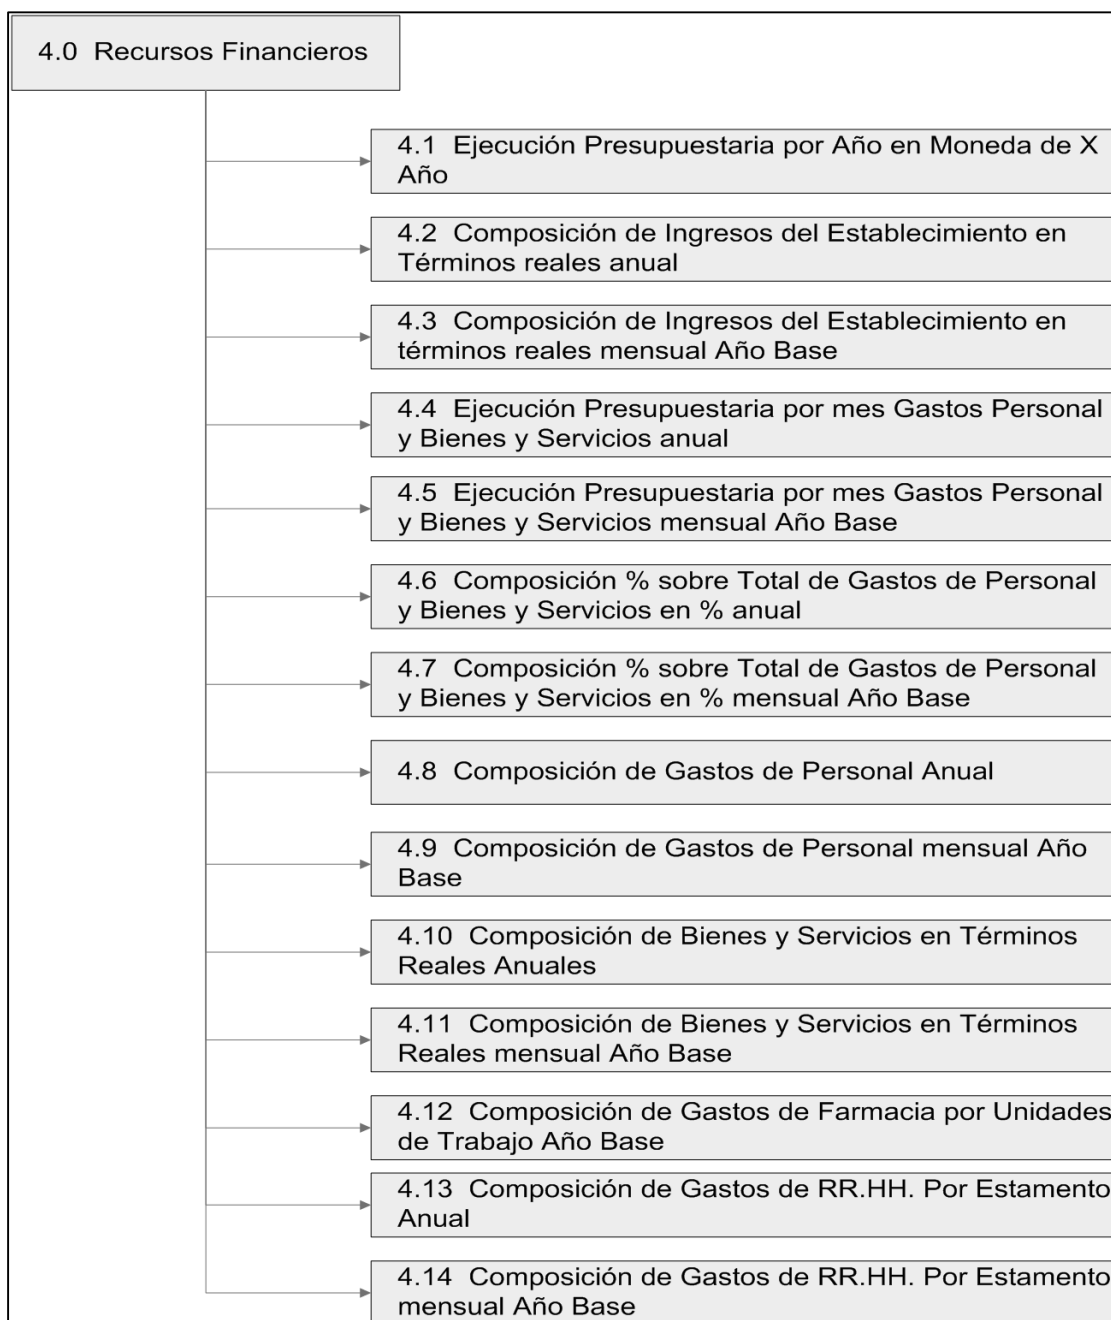 4.0 Recursos Financieros
4.1 Ejecución Presupuestaria por Año en Moneda de X
Año
4.2 Composición de Ingresos del Establecimiento en
Términos reales anual
4.3 Composición de Ingresos del Establecimiento en
términos reales mensual Año Base
4.4 Ejecución Presupuestaria por mes Gastos Personal
y Bienes y Servicios anual
4.5 Ejecución Presupuestaria por mes Gastos Personal
y Bienes y Servicios mensual Año Base
4.6 Composición % sobre Total de Gastos de Personal
y Bienes y Servicios en % anual
4.7 Composición % sobre Total de Gastos de Personal
y Bienes y Servicios en % mensual Año Base
4.8 Composición de Gastos de Personal Anual
4.9 Composición de Gastos de Personal mensual Año
Base
4.10 Composición de Bienes y Servicios en Términos
Reales Anuales
4.11 Composición de Bienes y Servicios en Términos
Reales mensual Año Base
4.12 Composición de Gastos de Farmacia por Unidades
de Trabajo Año Base
4.13 Composición de Gastos de RR.HH. Por Estamento
Anual
4.14 Composición de Gastos de RR.HH. Por Estamento
mensual Año Base